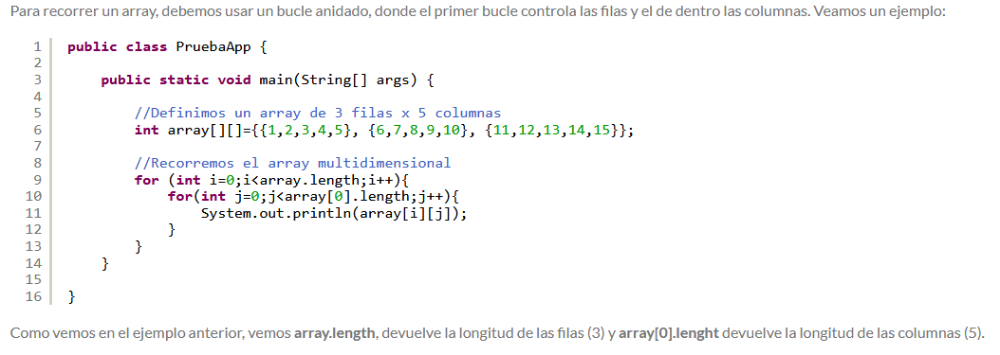 Para recorrer un array, debemos usar un bucle anidado, donde el primer bucle controla las filas y el de dentro las columnas. Veamos un ejemplo:
1 public class PruebaApp {
2
3     public static void main(String[] args) {
4
5         //Definimos un array de 3 filas x 5 columnas
6         int array[][]={{1,2,3,4,5}, {6,7,8,9,10}, {11,12,13,14,15}};
7
8         //Recorremos el array multidimensional
9         for (int i=0;i<array.length;i++){
10             for(int j=0;j<array[0].length;j++){
11                 System.out.println(array[i][j]);
12             }
13         }
14     }
15
16 }
Como vemos en el ejemplo anterior, vemos array.length, devuelve la longitud de las filas (3) y array[0].lenght devuelve la longitud de las columnas (5).